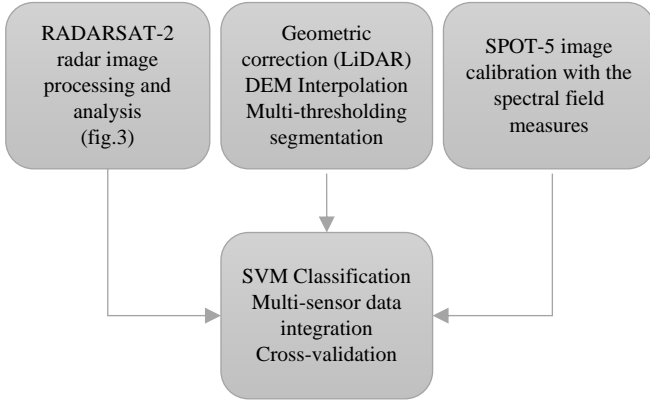 RADARSAT-2
radar image
processing and
analysis
(fig.3)
Geometric
correction (LiDAR)
DEM Interpolation
Multi-thresholding
segmentation
SPOT-5 image
calibration with the
spectral field
measures
SVM Classification
Multi-sensor data
integration
Cross-validation